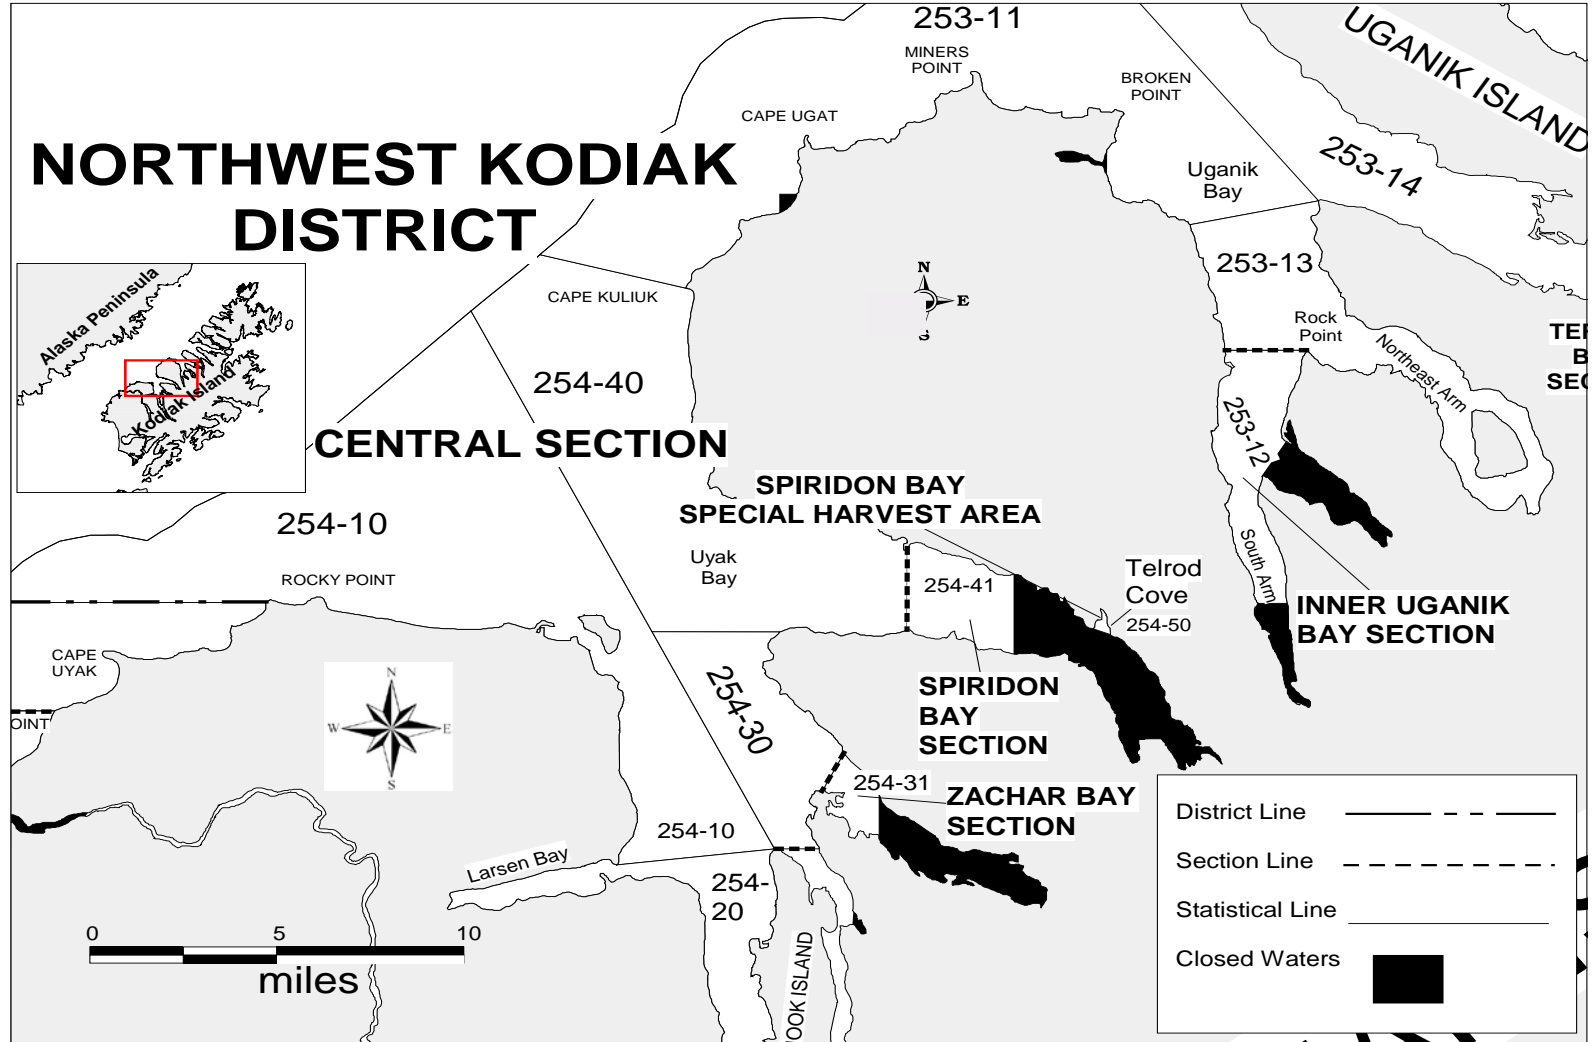 253-11
MINERS
POINT
UGANIK ISLAND
BROKEN
POINT
CAPE UGAT
NORTHWEST KODIAK
DISTRICT
253-14
Uganik
Bay
253-13
N
E
S
Alaska Peninsula
Kodiak Island
CAPE KULIUK
Rock
Point
Northeast Arm
254-40
253-12
CENTRAL SECTION
SPIRIDON BAY
SPECIAL HARVEST AREA
254-10
Uyak
Bay
ROCKY POINT
254-41
Telrod
Cove
254-50
South Arm
INNER UGANIK
BAY SECTION
CAPE
UYAK
OINT
N
W
E
S
254-30
SPIRIDON
BAY
SECTION
254-31
ZACHAR BAY
SECTION
254-10
Larsen Bay
254-
20
OOK ISLAND
0 5 10
miles
District Line
Section Line
Statistical Line
Closed Waters